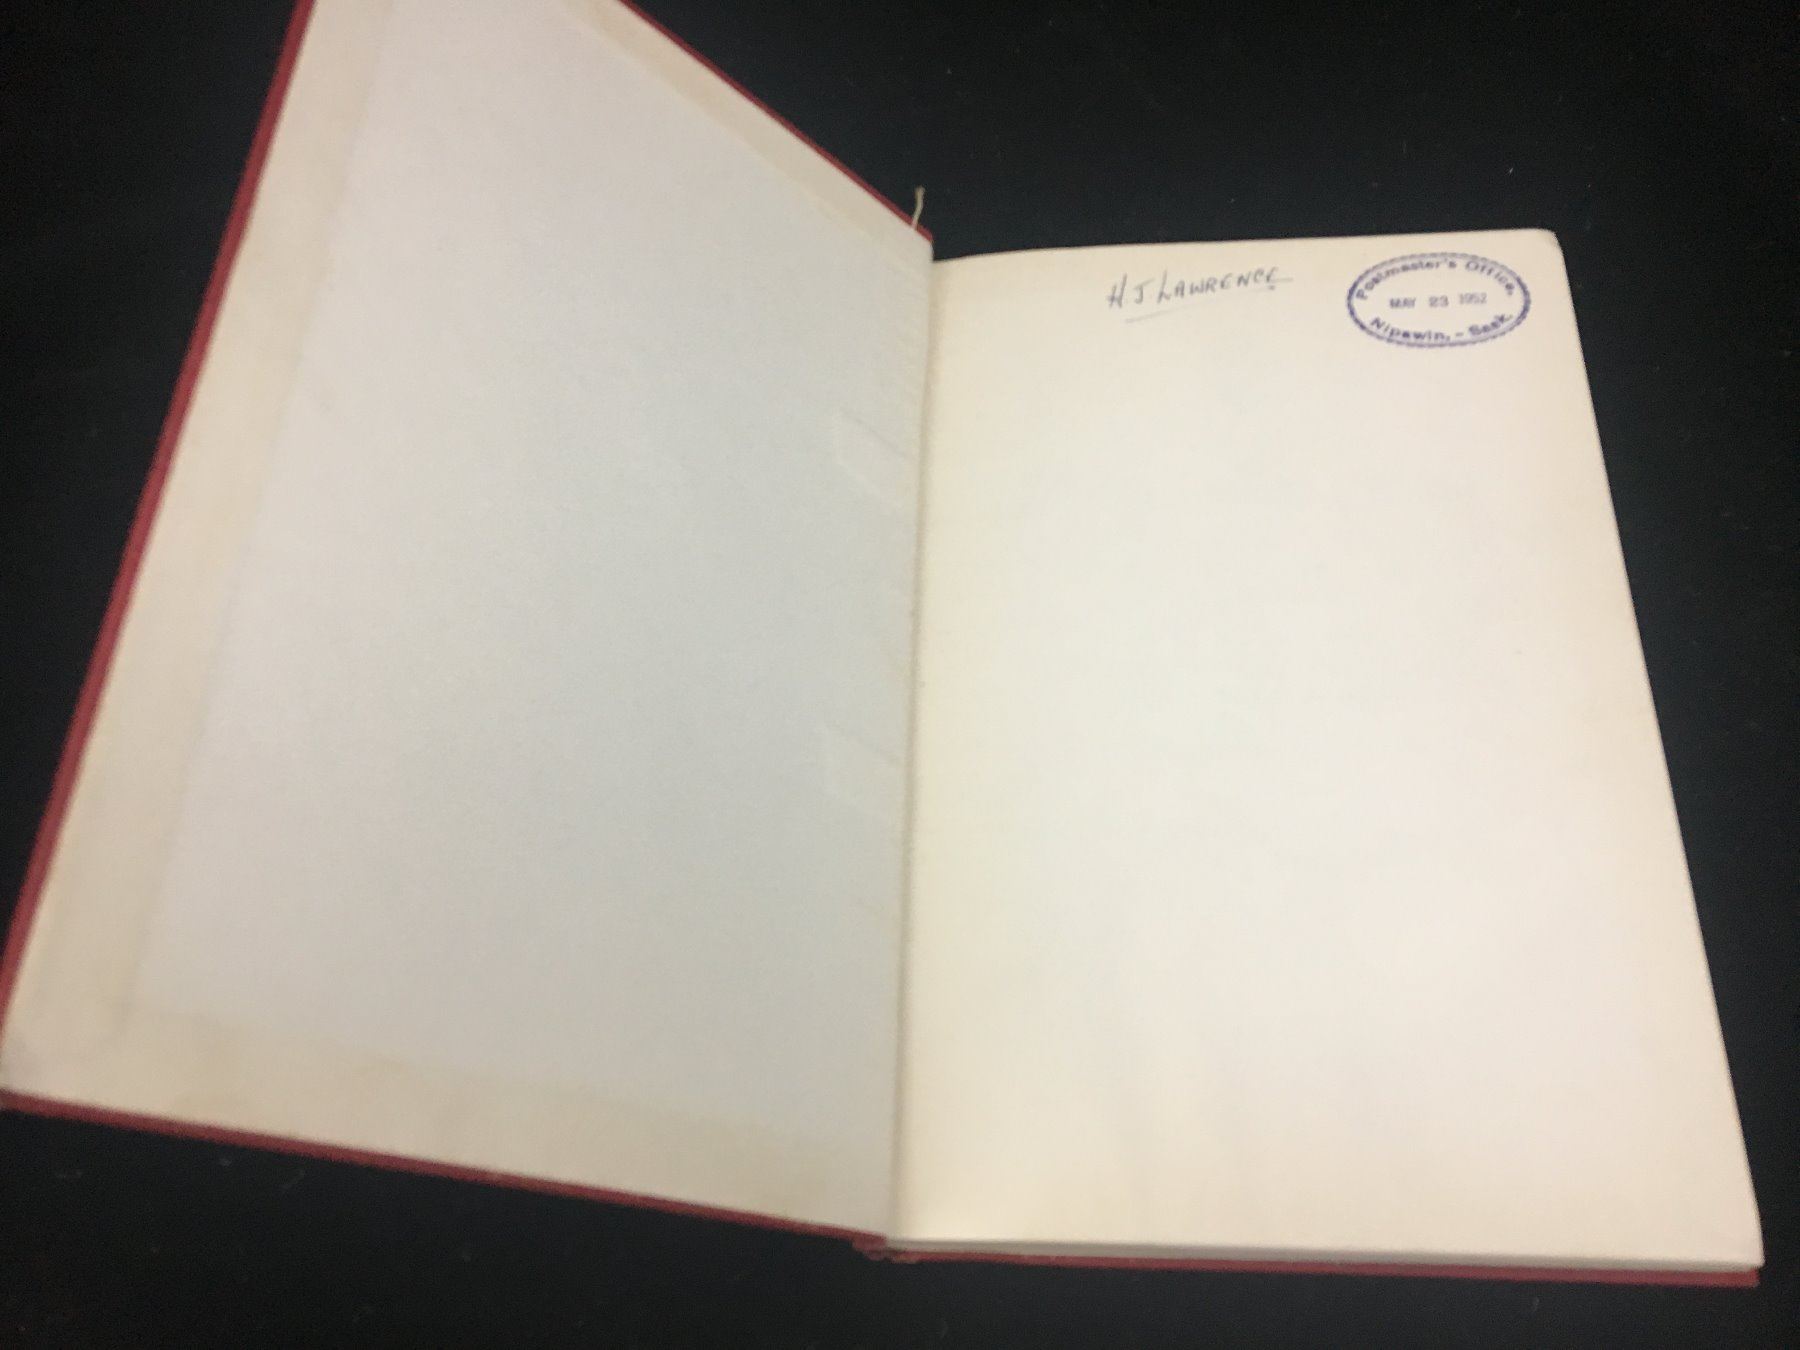 H J LAWRENCE
Postmaster's Office,
MAY 23 1952
Nipawin, - Sask.